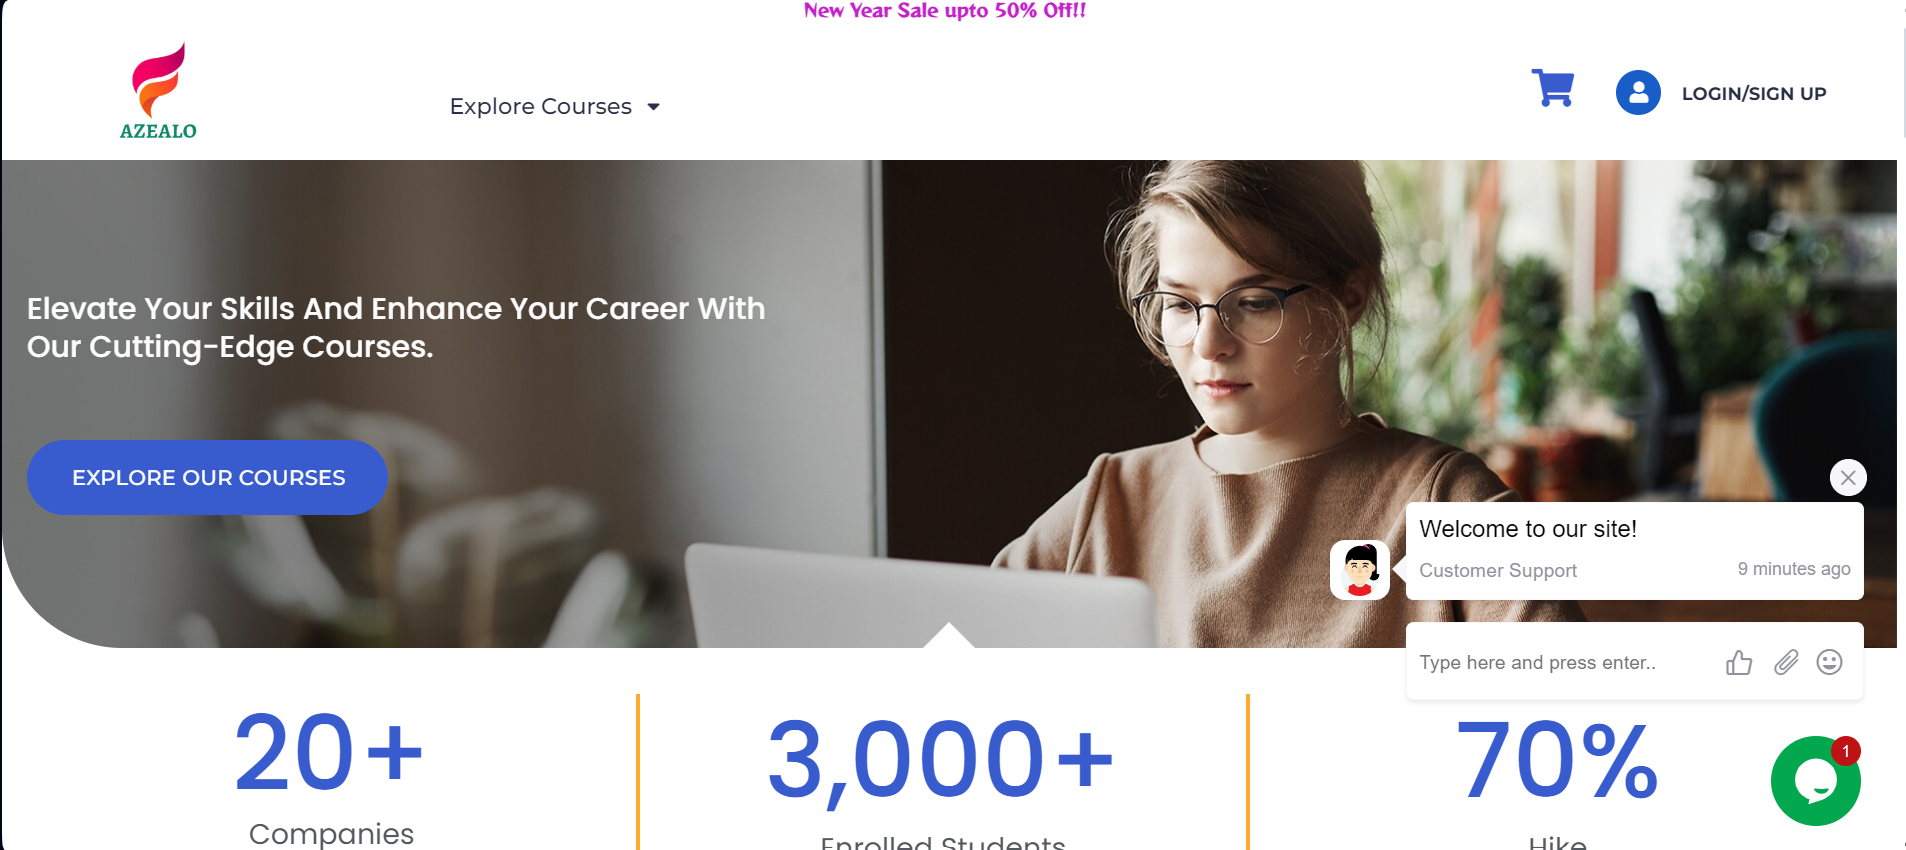 New Year Sale upto 50% Off!!
AZEALO
Explore Courses
LOGIN/SIGN UP
Elevate Your Skills And Enhance Your Career With
Our Cutting-Edge Courses.
EXPLORE OUR COURSES
Welcome to our site!
Customer Support 9 minutes ago
Type here and press enter..
20+
Companies
3,000+
Enrolled Students
70%
Hike
1